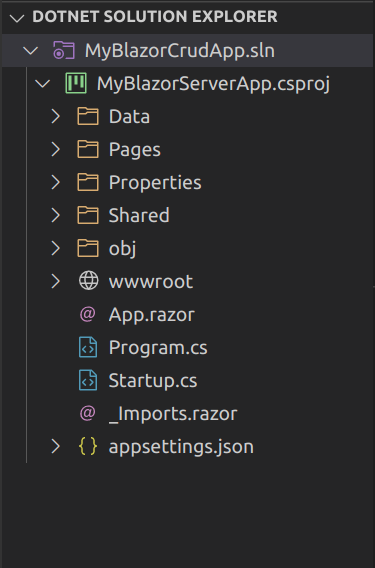 DOTNET SOLUTION EXPLORER
MyBlazorCrudApp.sln
MyBlazorServerApp.csproj
Data
Pages
Properties
Shared
obj
wwwroot
@ App.razor
Program.cs
Startup.cs
@ _Imports.razor
{} appsettings.json